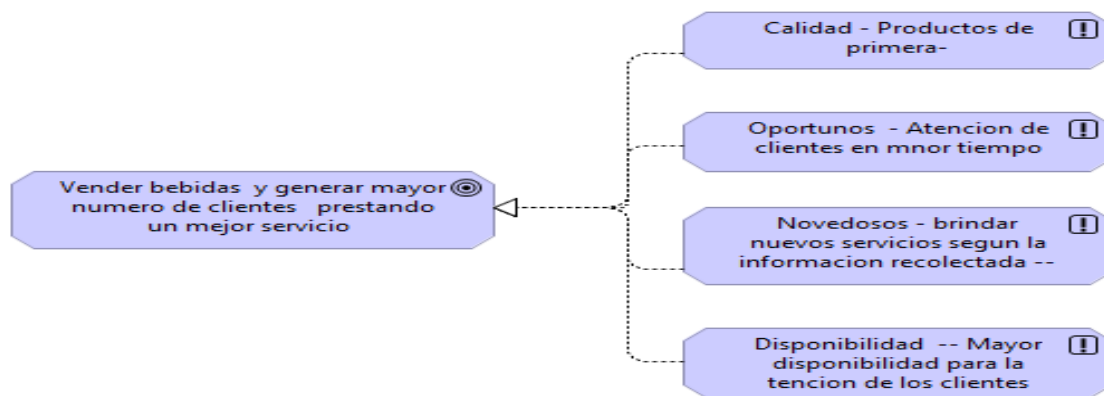 Calidad - Productos de
primera-
Oportunos - Atencion de
clientes en mnor tiempo
Vender bebidas y generar mayor
numero de clientes prestando
un mejor servicio
Novedosos - brindar
nuevos servicios segun la
informacion recolectada --
Disponibilidad -- Mayor
disponibilidad para la
tencion de los clientes